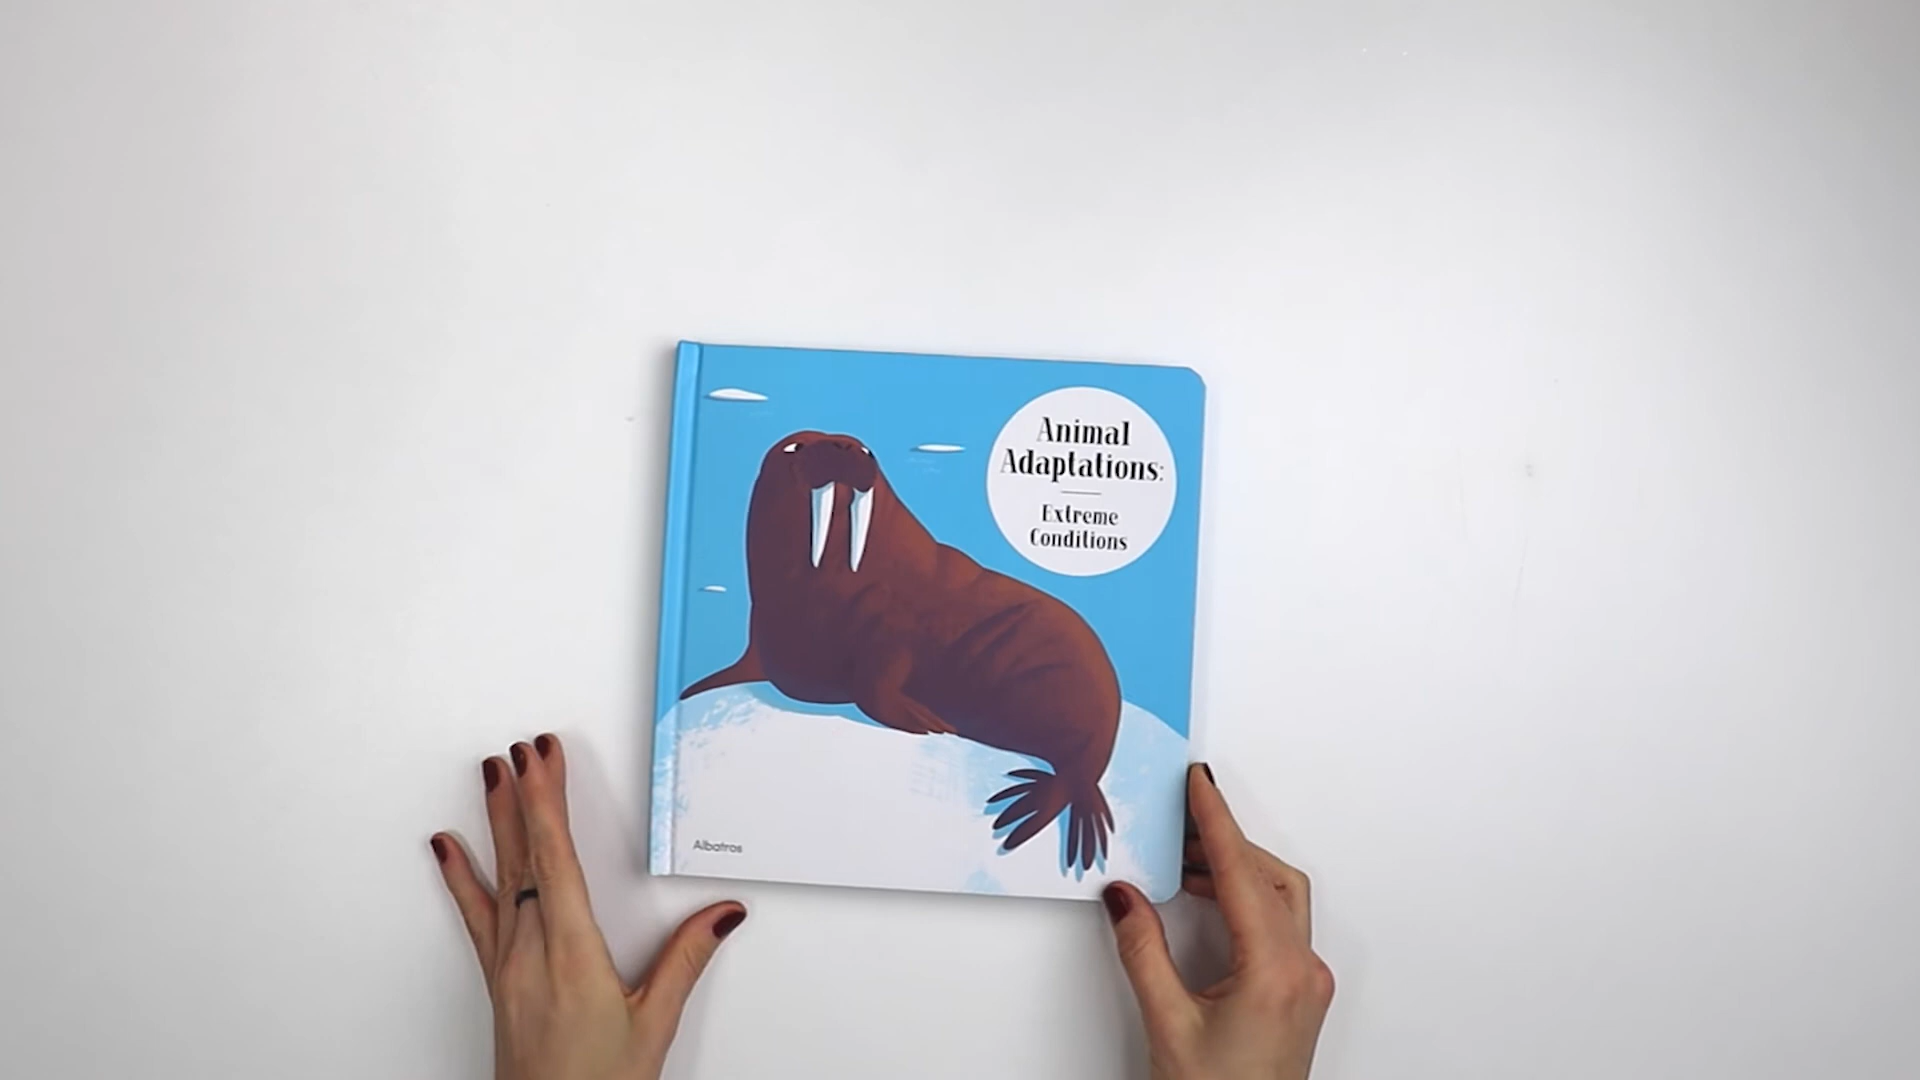 Animal
Adaptations:
Extreme
Conditions
Albatros